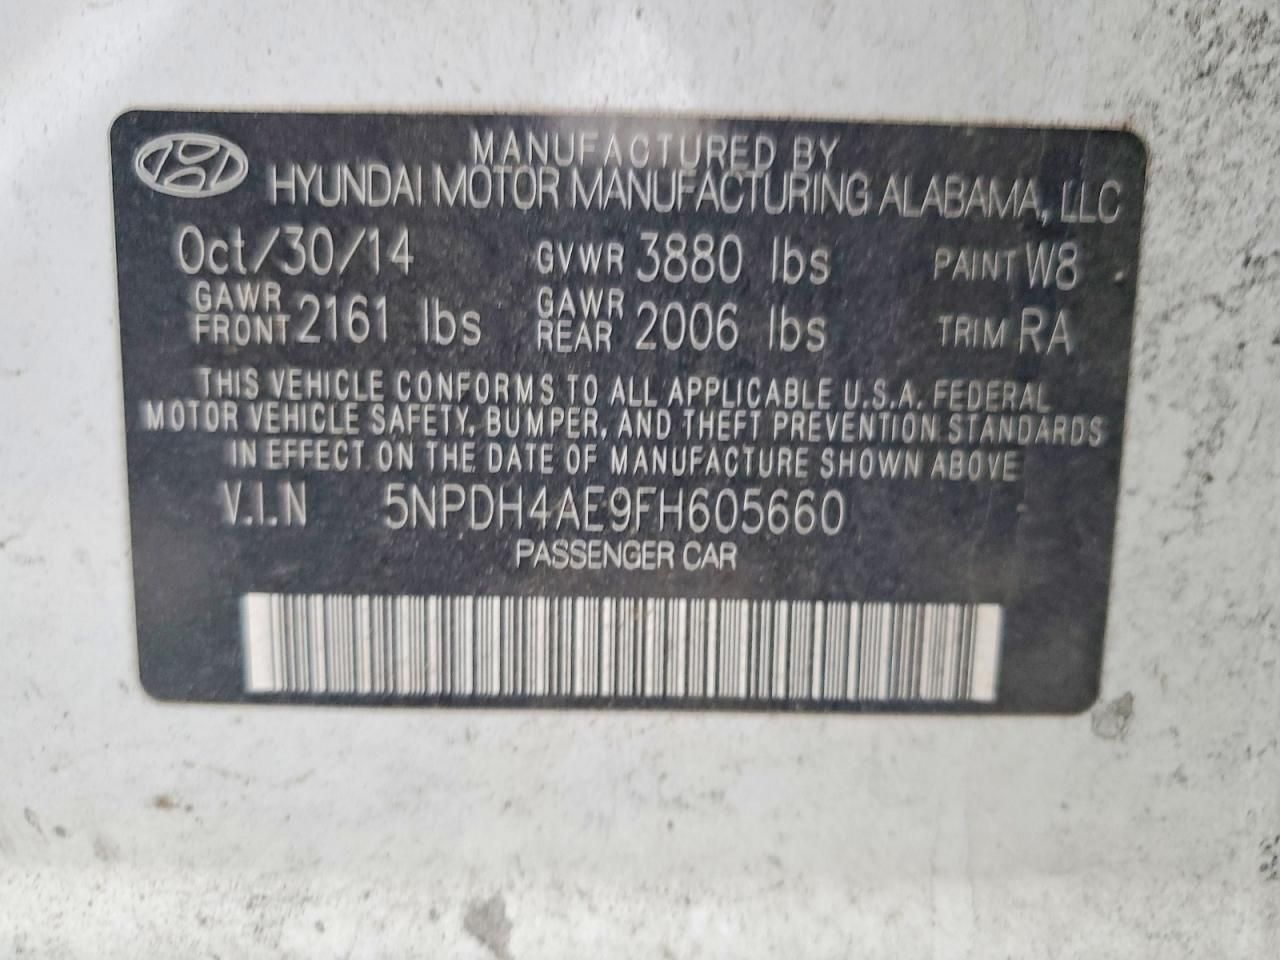 MANUFACTURED BY
HYUNDAI MOTOR MANUFACTURING ALABAMA, LLC
Oct/30/14 GVWR 3880 lbs PAINT W8
GAWR FRONT 2161 lbs GAWR REAR 2006 lbs TRIM RA
THIS VEHICLE CONFORMS TO ALL APPLICABLE U.S.A. FEDERAL
MOTOR VEHICLE SAFETY, BUMPER, AND THEFT PREVENTION STANDARDS
IN EFFECT ON THE DATE OF MANUFACTURE SHOWN ABOVE
V.I.N 5NPDH4AE9FH605660
PASSENGER CAR